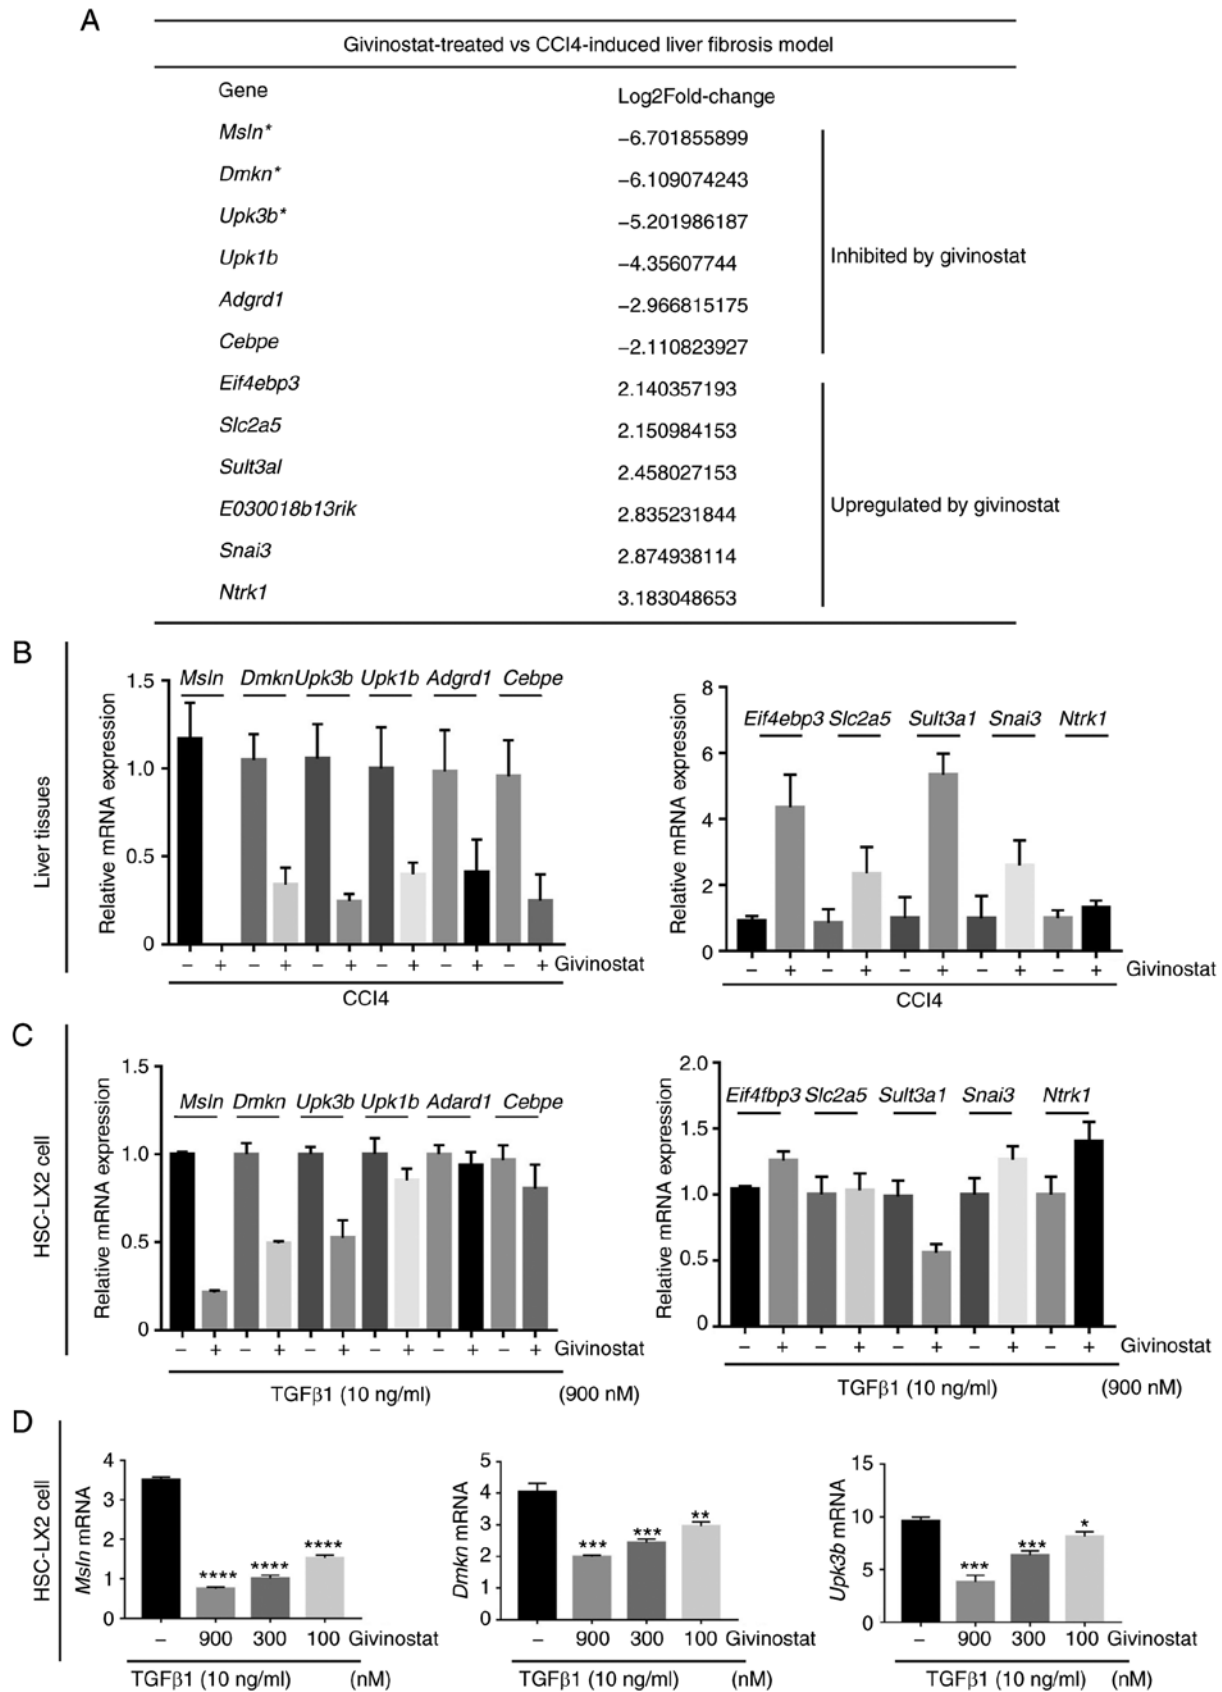 A
Givinostat-treated vs CCl4-induced liver fibrosis model
Gene Log2Fold-change
Msln* −6.701855899
Dmkn* −6.109074243
Upk3b* −5.201986187
Upk1b −4.35607744
Adgrd1 −2.966815175
Cebpe −2.110823927
Inhibited by givinostat
Eif4ebp3 2.140357193
Slc2a5 2.150984153
Sult3al 2.458027153
E030018b13rik 2.835231844
Snai3 2.874938114
Ntrk1 3.183048653
Upregulated by givinostat
B
Liver tissues
Relative mRNA expression
1.5
1.0
0.5
0
Msln Dmkn Upk3b Upk1b Adgrd1 Cebpe
− + − + − + − + − + − + Givinostat
CCl4
Relative mRNA expression
8
6
4
2
0
Eif4ebp3 Slc2a5 Sult3a1 Snai3 Ntrk1
− + − + − + − + − + Givinostat
CCl4
C
HSC-LX2 cell
Relative mRNA expression
1.5
1.0
0.5
0
Msln Dmkn Upk3b Upk1b Adard1 Cebpe
− + − + − + − + − + − + Givinostat
TGFβ1 (10 ng/ml) (900 nM)
Relative mRNA expression
2.0
1.5
1.0
0.5
0
Eif4fbp3 Slc2a5 Sult3a1 Snai3 Ntrk1
− + − + − + − + − + Givinostat
TGFβ1 (10 ng/ml) (900 nM)
D
HSC-LX2 cell
Msln mRNA
4
3
2
1
0
**** **** ****
− 900 300 100 Givinostat
TGFβ1 (10 ng/ml) (nM)
Dmkn mRNA
5
4
3
2
1
0
*** *** **
− 900 300 100 Givinostat
TGFβ1 (10 ng/ml) (nM)
Upk3b mRNA
15
10
5
0
*** *** *
− 900 300 100 Givinostat
TGFβ1 (10 ng/ml) (nM)